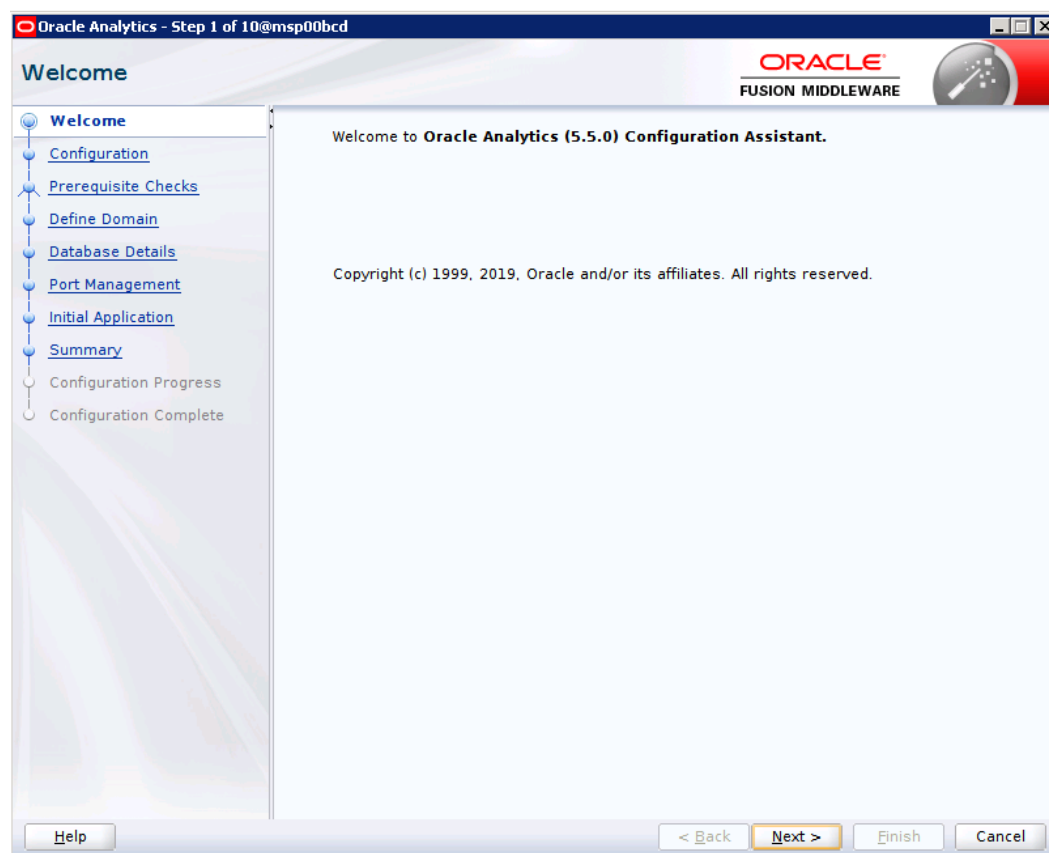 Oracle Analytics - Step 1 of 10@msp00bcd
Welcome
ORACLE
FUSION MIDDLEWARE
Welcome
Configuration
Prerequisite Checks
Define Domain
Database Details
Port Management
Initial Application
Summary
Configuration Progress
Configuration Complete
Welcome to Oracle Analytics (5.5.0) Configuration Assistant.
Copyright (c) 1999, 2019, Oracle and/or its affiliates. All rights reserved.
Help
< Back
Next >
Finish
Cancel